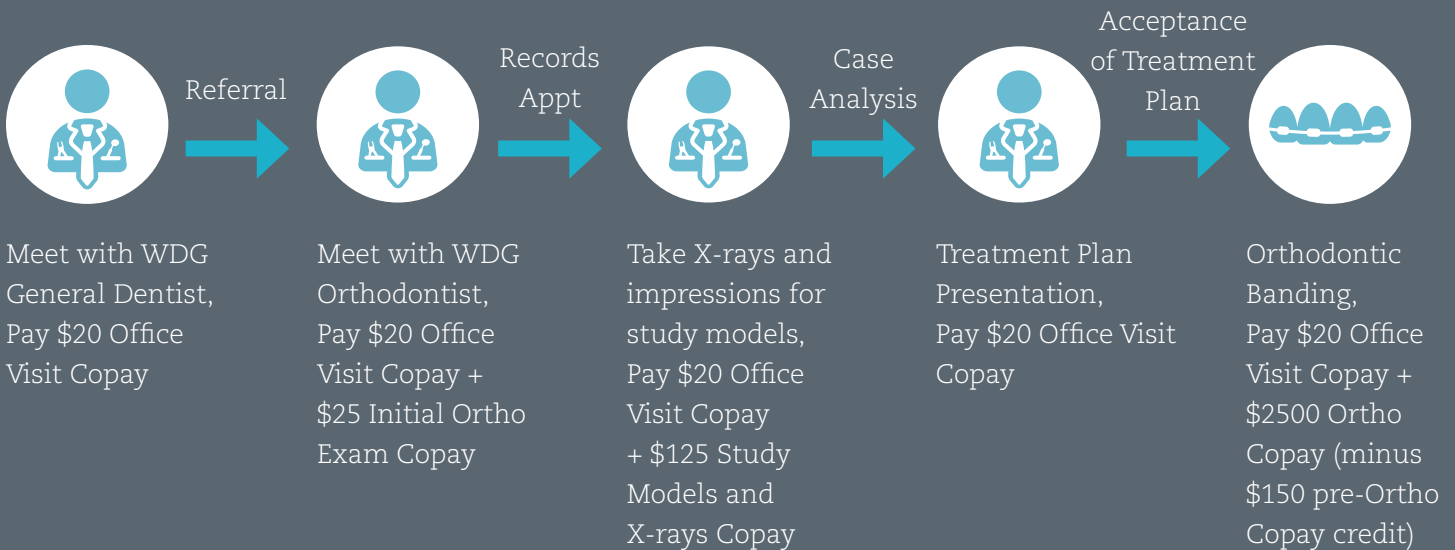 Referral
Records
Appt
Case
Analysis
Acceptance
of Treatment
Plan
Meet with WDG
General Dentist,
Pay $20 Office
Visit Copay
Meet with WDG
Orthodontist,
Pay $20 Office
Visit Copay +
$25 Initial Ortho
Exam Copay
Take X-rays and
impressions for
study models,
Pay $20 Office
Visit Copay
+ $125 Study
Models and
X-rays Copay
Treatment Plan
Presentation,
Pay $20 Office Visit
Copay
Orthodontic
Banding,
Pay $20 Office
Visit Copay +
$2500 Ortho
Copay (minus
$150 pre-Ortho
Copay credit)